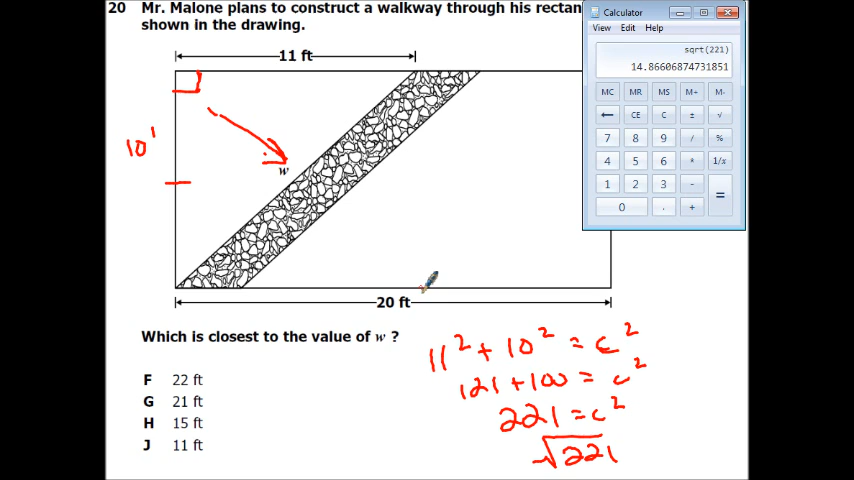 20 Mr. Malone plans to construct a walkway through his rectan
shown in the drawing.
11 ft
10'
w
20 ft
Which is closest to the value of w ?
F 22 ft
G 21 ft
H 15 ft
J 11 ft
11² + 10² = c²
121 + 100 = c²
221 = c²
√221
Calculator
View Edit Help
sqrt(221)
14.86606874731851
MC MR MS M+ M-
← CE C ± √
7 8 9 / %
4 5 6 * 1/x
1 2 3 - =
0 . +